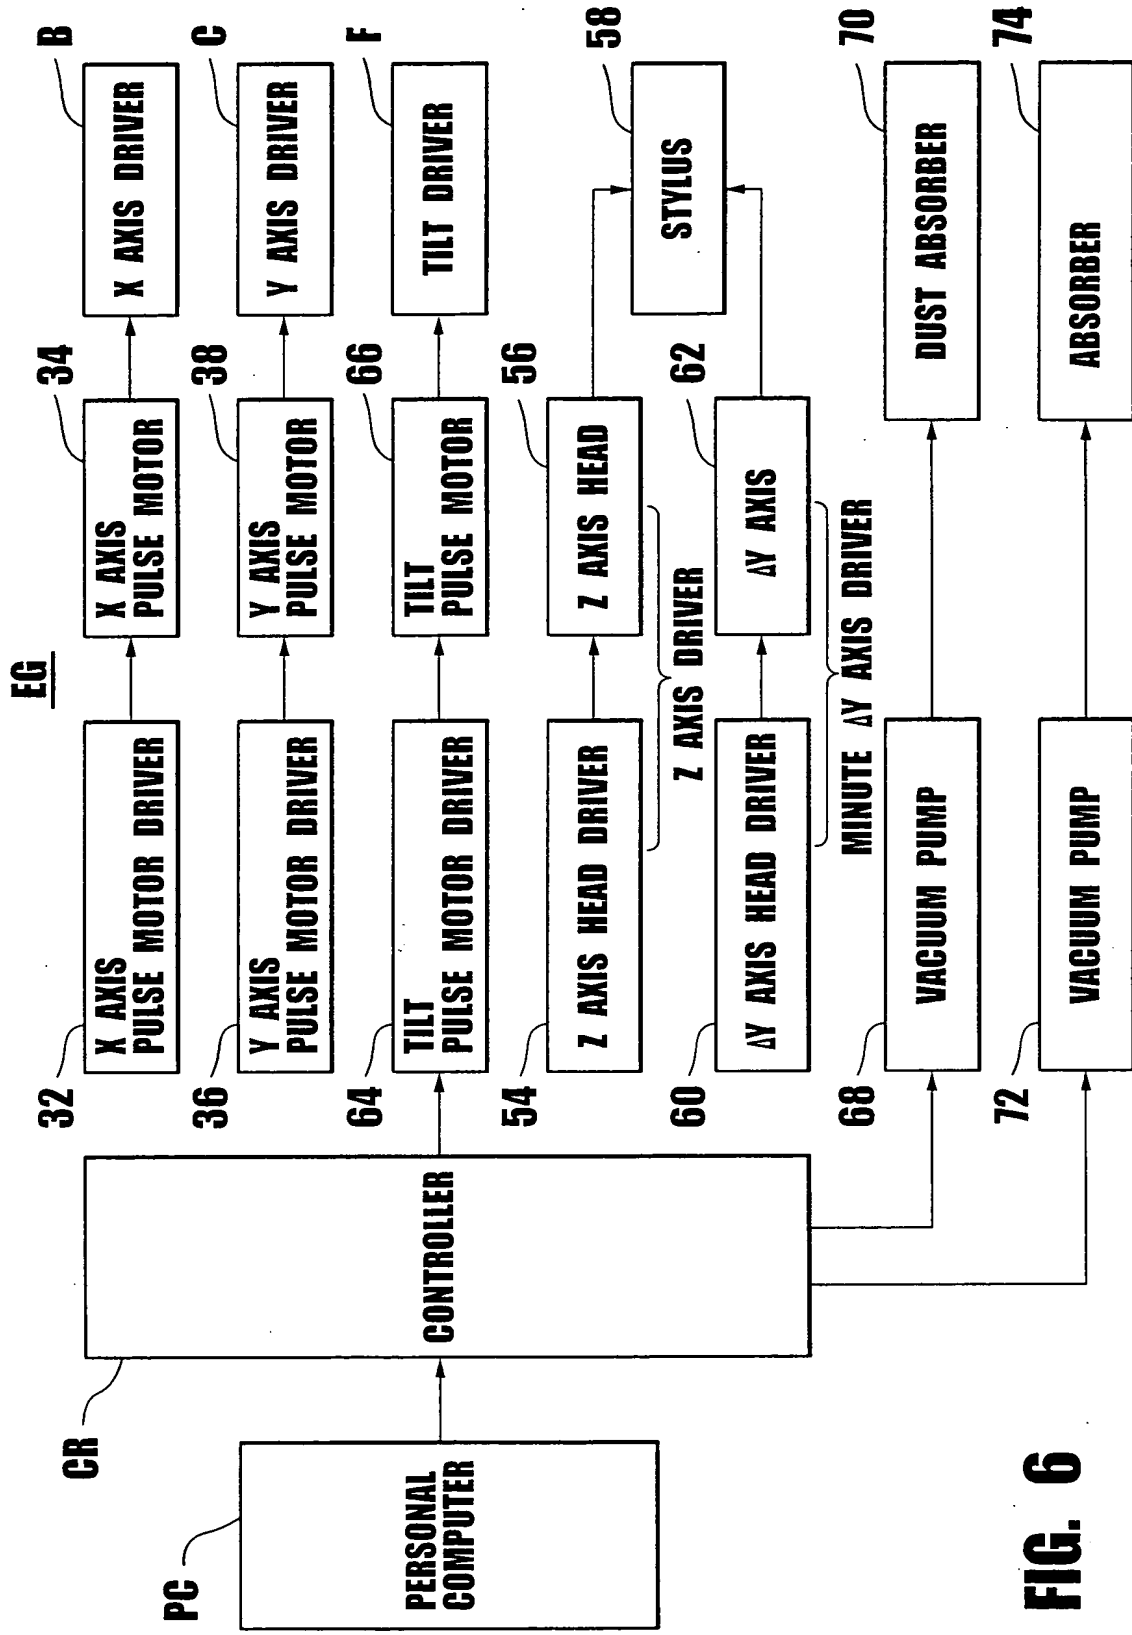 EG
PC
PERSONAL
COMPUTER
CR
CONTROLLER
32
X AXIS
PULSE MOTOR DRIVER
34
X AXIS
PULSE MOTOR
B
X AXIS DRIVER
36
Y AXIS
PULSE MOTOR DRIVER
38
Y AXIS
PULSE MOTOR
C
Y AXIS DRIVER
64
TILT
PULSE MOTOR DRIVER
66
TILT
PULSE MOTOR
F
TILT DRIVER
54
Z AXIS HEAD DRIVER
56
Z AXIS HEAD
Z AXIS DRIVER
58
STYLUS
60
ΔY AXIS HEAD DRIVER
62
ΔY AXIS
MINUTE ΔY AXIS DRIVER
68
VACUUM PUMP
70
DUST ABSORBER
72
VACUUM PUMP
74
ABSORBER
FIG. 6